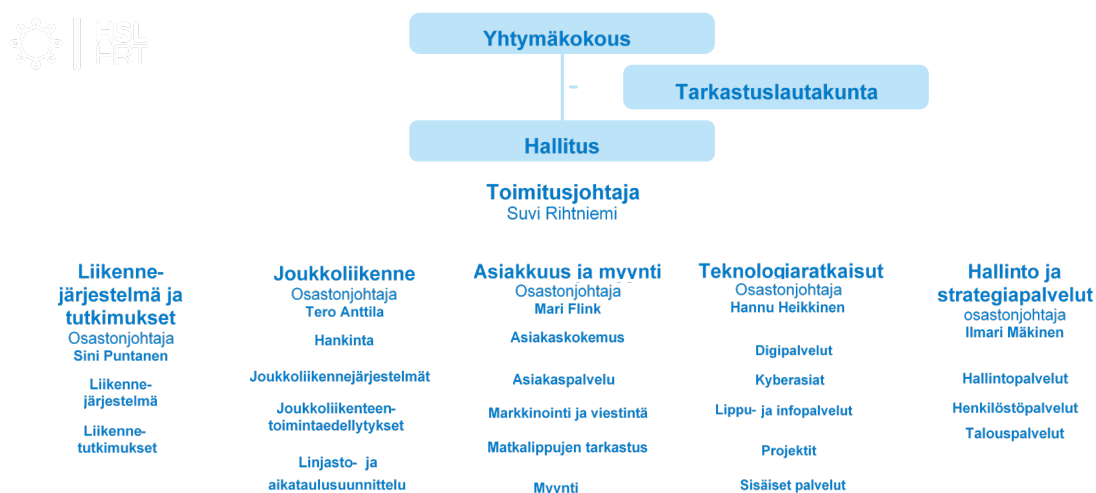 HSL
HRT
Yhtymäkokous
Tarkastuslautakunta
Hallitus
Toimitusjohtaja
Suvi Rihtniemi
Liikenne-
järjestelmä ja
tutkimukset
Osastonjohtaja
Sini Puntanen
Liikenne-
järjestelmä
Liikenne-
tutkimukset
Joukkoliikenne
Osastonjohtaja
Tero Anttila
Hankinta
Joukkoliikennejärjestelmät
Joukkoliikenteen-
toimintaedellytykset
Linjasto- ja
aikataulusuunnittelu
Asiakkuus ja myynti
Osastonjohtaja
Mari Flink
Asiakaskokemus
Asiakaspalvelu
Markkinointi ja viestintä
Matkalippujen tarkastus
Myynti
Teknologiaratkaisut
Osastonjohtaja
Hannu Heikkinen
Digipalvelut
Kyberasiat
Lippu- ja infopalvelut
Projektit
Sisäiset palvelut
Hallinto ja
strategiapalvelut
osastonjohtaja
Ilmari Mäkinen
Hallintopalvelut
Henkilöstöpalvelut
Talouspalvelut